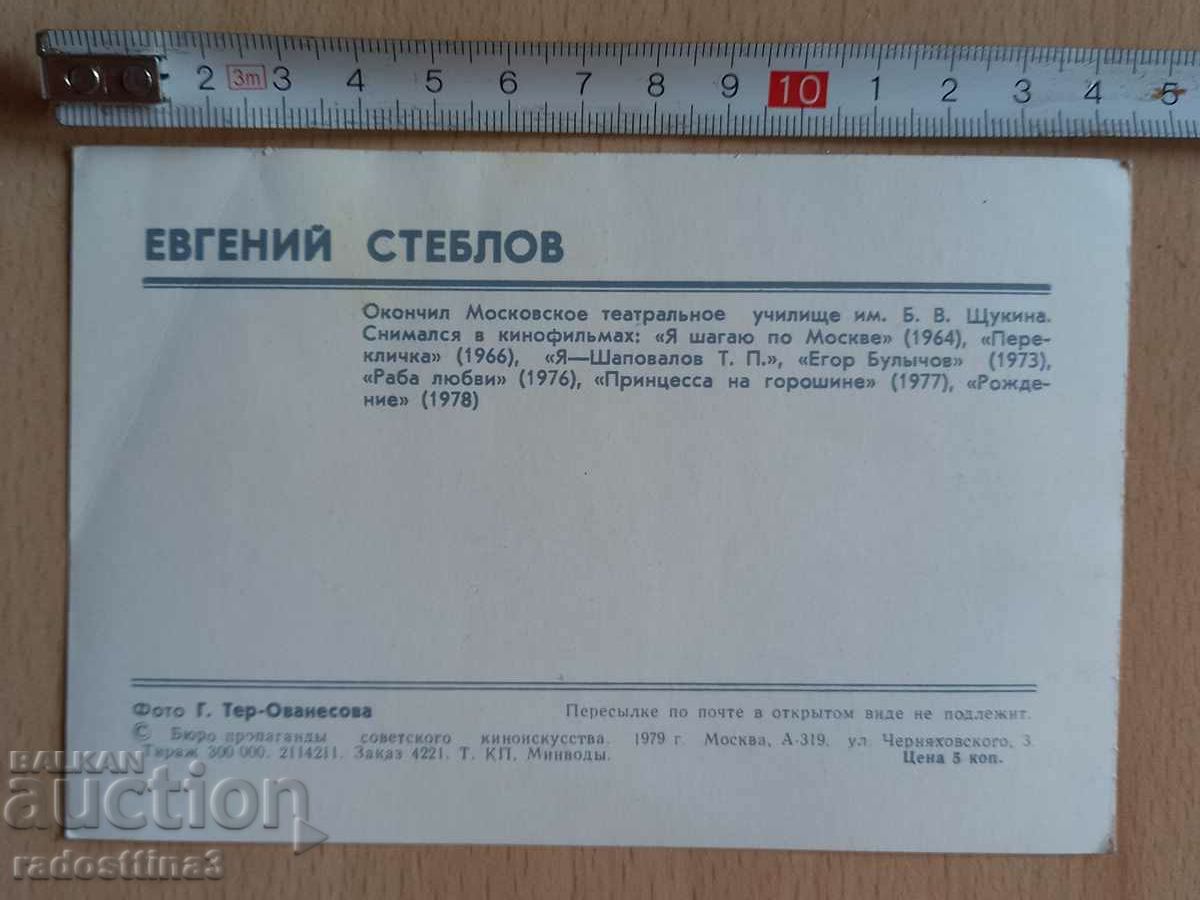 2 3m 3 4 5 6 7 8 9 10 1 2 3 4 5
ЕВГЕНИЙ СТЕБЛОВ
Окончил Московское театральное училище им. Б. В. Щукина.
Снимался в кинофильмах: «Я шагаю по Москве» (1964), «Пере-
кличка» (1966), «Я—Шаповалов Т. П.», «Егор Булычов» (1973),
«Раба любви» (1976), «Принцесса на горошине» (1977), «Рожде-
ние» (1978)
Фото Г. Тер-Ованесова Пересылке по почте в открытом виде не подлежит.
© Бюро пропаганды советского киноискусства. 1979 г. Москва, А-319, ул. Черняховского, 3.
Тираж 300 000. 2114211. Заказ 4221. Т. КП, Минводы. Цена 5 коп.
BALKAN
auction
radosttina3